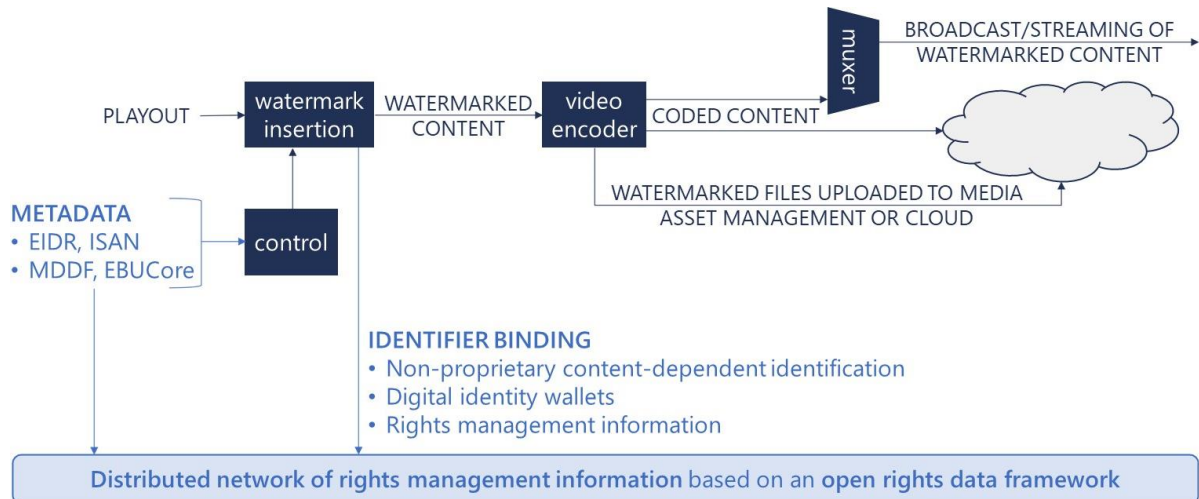 muxer
BROADCAST/STREAMING OF
WATERMARKED CONTENT
PLAYOUT
watermark
insertion
WATERMARKED
CONTENT
video
encoder
CODED CONTENT
WATERMARKED FILES UPLOADED TO MEDIA
ASSET MANAGEMENT OR CLOUD
METADATA
• EIDR, ISAN
• MDDF, EBUCore
control
IDENTIFIER BINDING
• Non-proprietary content-dependent identification
• Digital identity wallets
• Rights management information
Distributed network of rights management information based on an open rights data framework